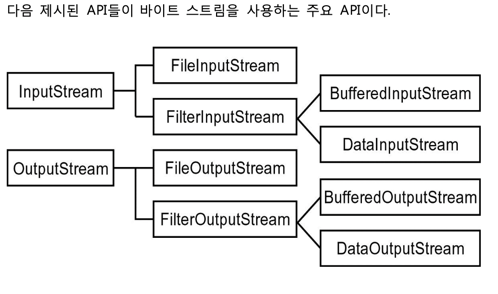 다음 제시된 API들이 바이트 스트림을 사용하는 주요 API이다.
InputStream
FileInputStream
FilterInputStream
BufferedInputStream
DataInputStream
OutputStream
FileOutputStream
FilterOutputStream
BufferedOutputStream
DataOutputStream